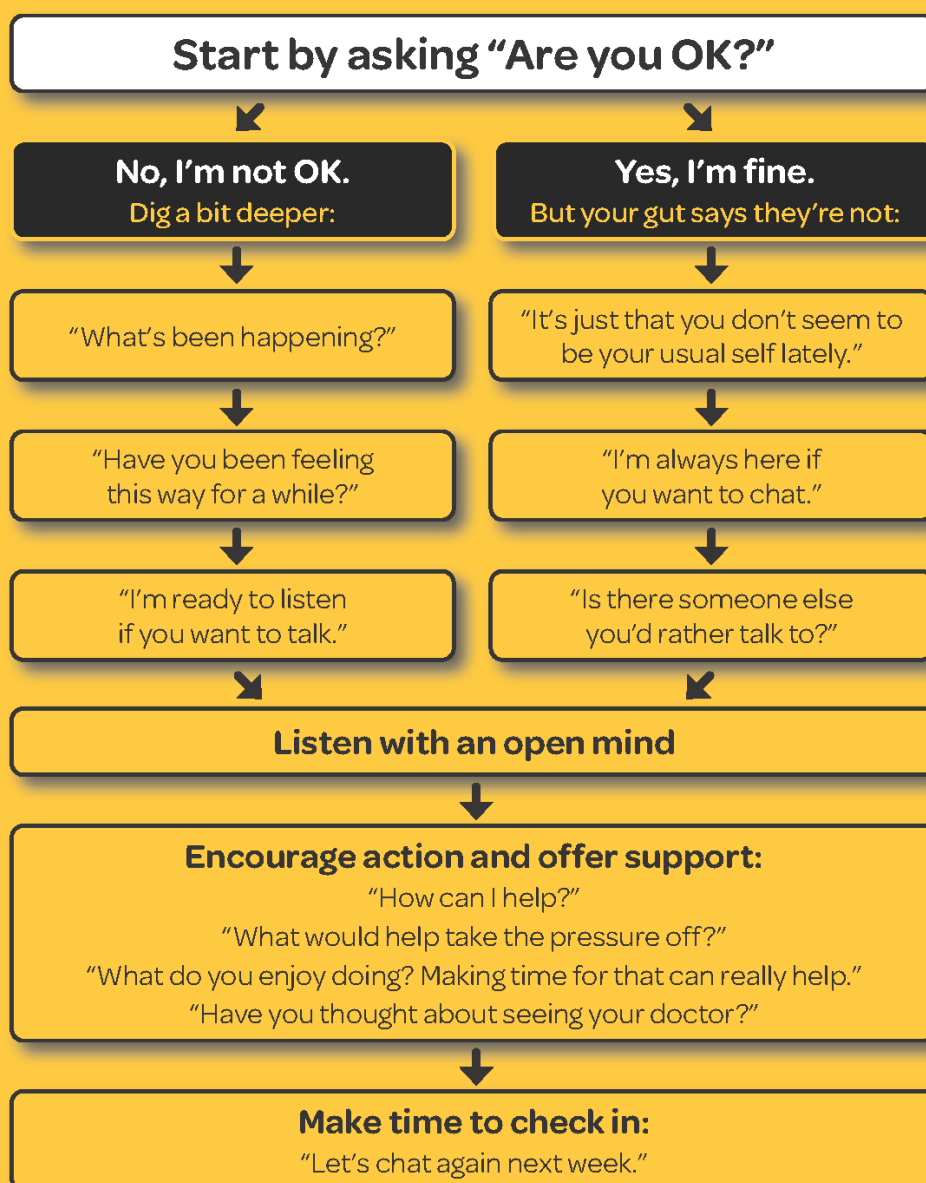 Start by asking “Are you OK?”
No, I’m not OK.
Dig a bit deeper:
“What’s been happening?”
“Have you been feeling
this way for a while?”
“I’m ready to listen
if you want to talk.”
Yes, I’m fine.
But your gut says they’re not:
“It’s just that you don’t seem to
be your usual self lately.”
“I’m always here if
you want to chat.”
“Is there someone else
you’d rather talk to?”
Listen with an open mind
Encourage action and offer support:
“How can I help?”
“What would help take the pressure off?”
“What do you enjoy doing? Making time for that can really help.”
“Have you thought about seeing your doctor?”
Make time to check in:
“Let’s chat again next week.”